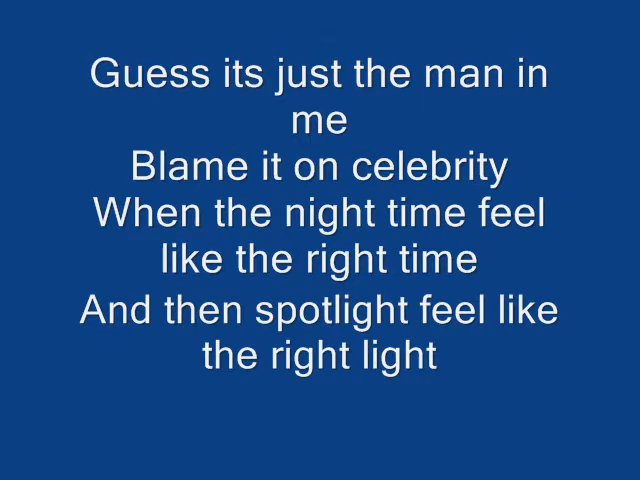 Guess its just the man in
me
Blame it on celebrity
When the night time feel
like the right time
And then spotlight feel like
the right light